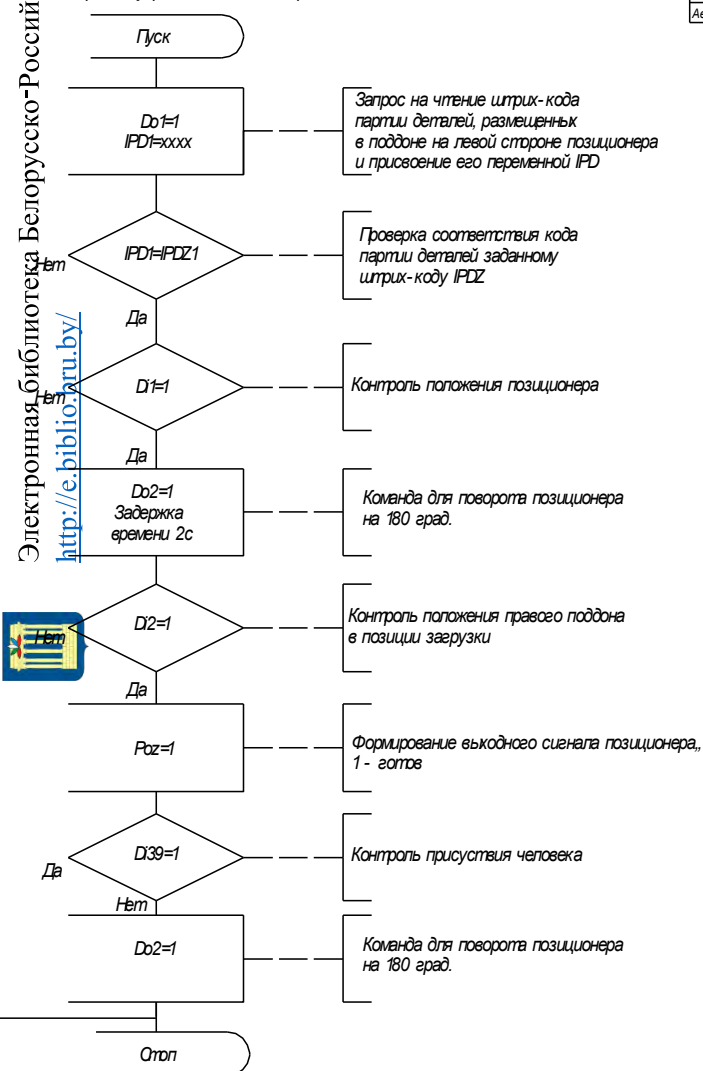 Пуск
Do1=1
IPD1=xxxx
Запрос на чтение штрих-кода
партии деталей, размещенных
в поддоне на левой стороне позиционера
и присвоение его переменной IPD
IPD1=IPDZ1
Нет
Проверка соответствия кода
партии деталей заданному
штрих-коду IPDZ
Да
Di1=1
Нет
Контроль положения позиционера
Да
Do2=1
Задержка
времени 2с
Команда для поворота позиционера
на 180 град.
Di2=1
Нет
Контроль положения правого поддона
в позиции загрузки
Да
Poz=1
Формирование выходного сигнала позиционера,,
1 - готов
Di39=1
Да
Контроль присуствия человека
Нет
Do2=1
Команда для поворота позиционера
на 180 град.
Стоп
Электронная библиотека Белорусско-Россий
http://e.biblio.bru.by/